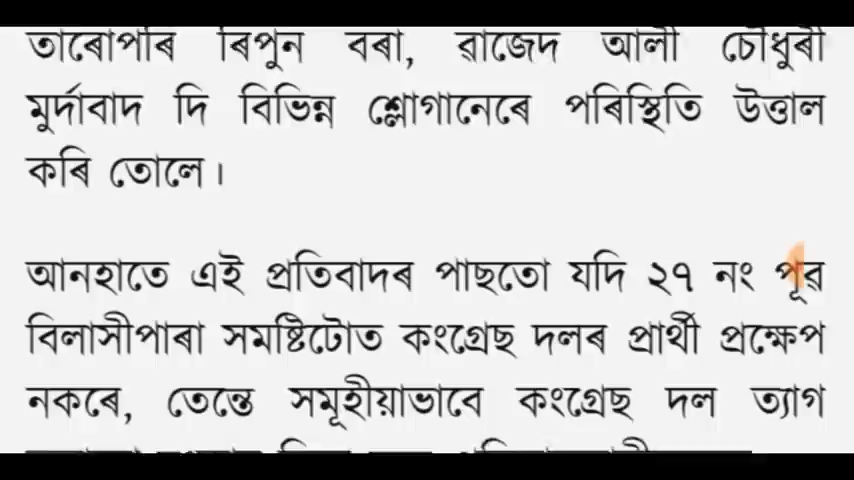 তাৰোপৰি ৰিপুন বৰা, ৱাজেদ আলী চৌধুৰী
মুৰ্দাবাদ দি বিভিন্ন শ্লোগানেৰে পৰিস্থিতি উত্তাল
কৰি তোলে।
আনহাতে এই প্ৰতিবাদৰ পাছতো যদি ২৭ নং পূৱ
বিলাসীপাৰা সমষ্টিটোত কংগ্ৰেছ দলৰ প্ৰাৰ্থী প্ৰক্ষেপ
নকৰে, তেন্তে সমূহীয়াভাবে কংগ্ৰেছ দল ত্যাগ